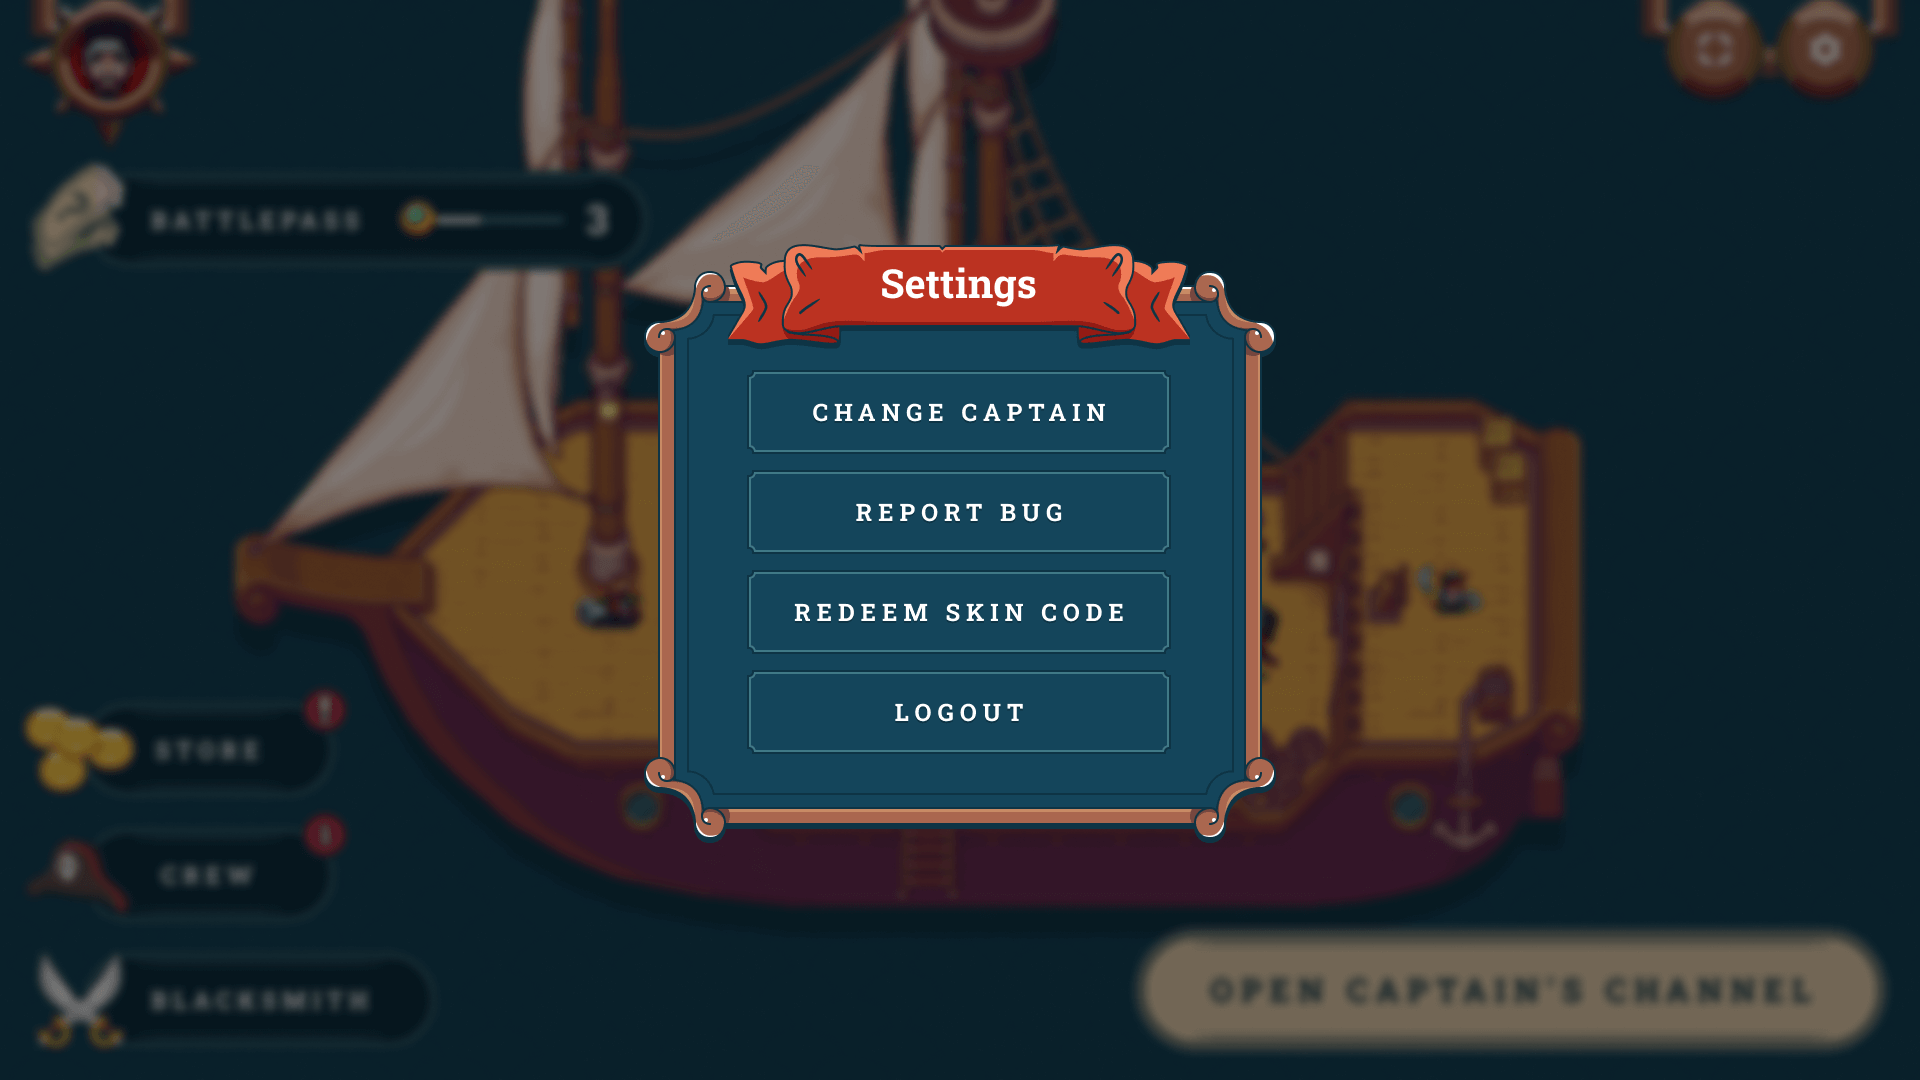 BATTLEPASS 3
Settings
CHANGE CAPTAIN
REPORT BUG
REDEEM SKIN CODE
LOGOUT
STORE
CREW
BLACKSMITH
OPEN CAPTAIN'S CHANNEL